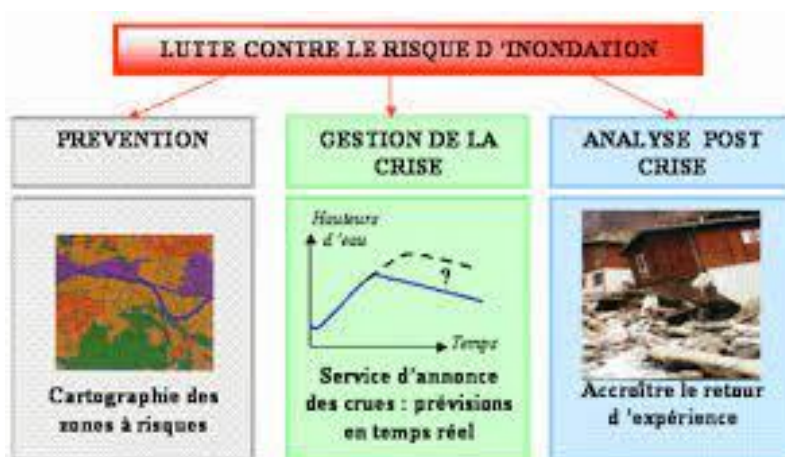 LUTTE CONTRE LE RISQUE D 'INONDATION
PREVENTION
Cartographie des
zones à risques
GESTION DE LA
CRISE
Hauteurs
d 'eau
?
Temps
Service d'annonce
des crues : prévisions
en temps réel
ANALYSE POST
CRISE
Accroître le retour
d 'expérience